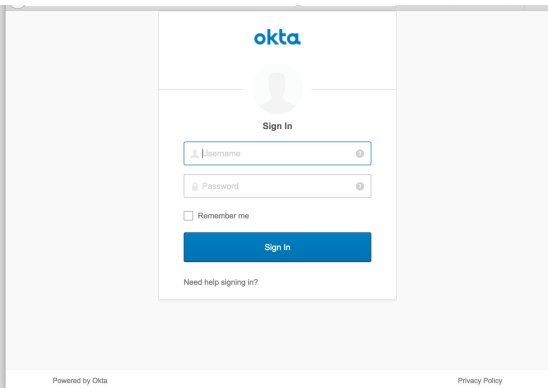 okta
Sign In
Username
Password
Remember me
Sign In
Need help signing in?
Powered by Okta
Privacy Policy